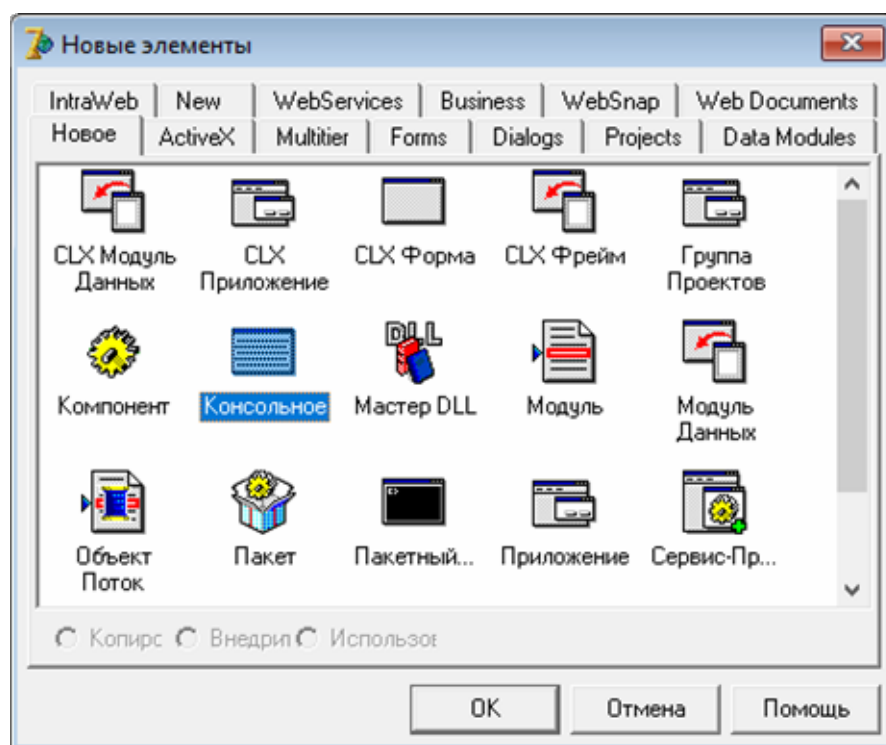 Новые элементы
IntraWeb New WebServices Business WebSnap Web Documents
Новое ActiveX Multitier Forms Dialogs Projects Data Modules
CLX Модуль Данных
CLX Приложение
CLX Форма
CLX Фрейм
Группа Проектов
Компонент
Консольное
Мастер DLL
Модуль
Модуль Данных
Объект Поток
Пакет
Пакетный...
Приложение
Сервис-Пр...
Копирс Внедрил Использов
OK Отмена Помощь